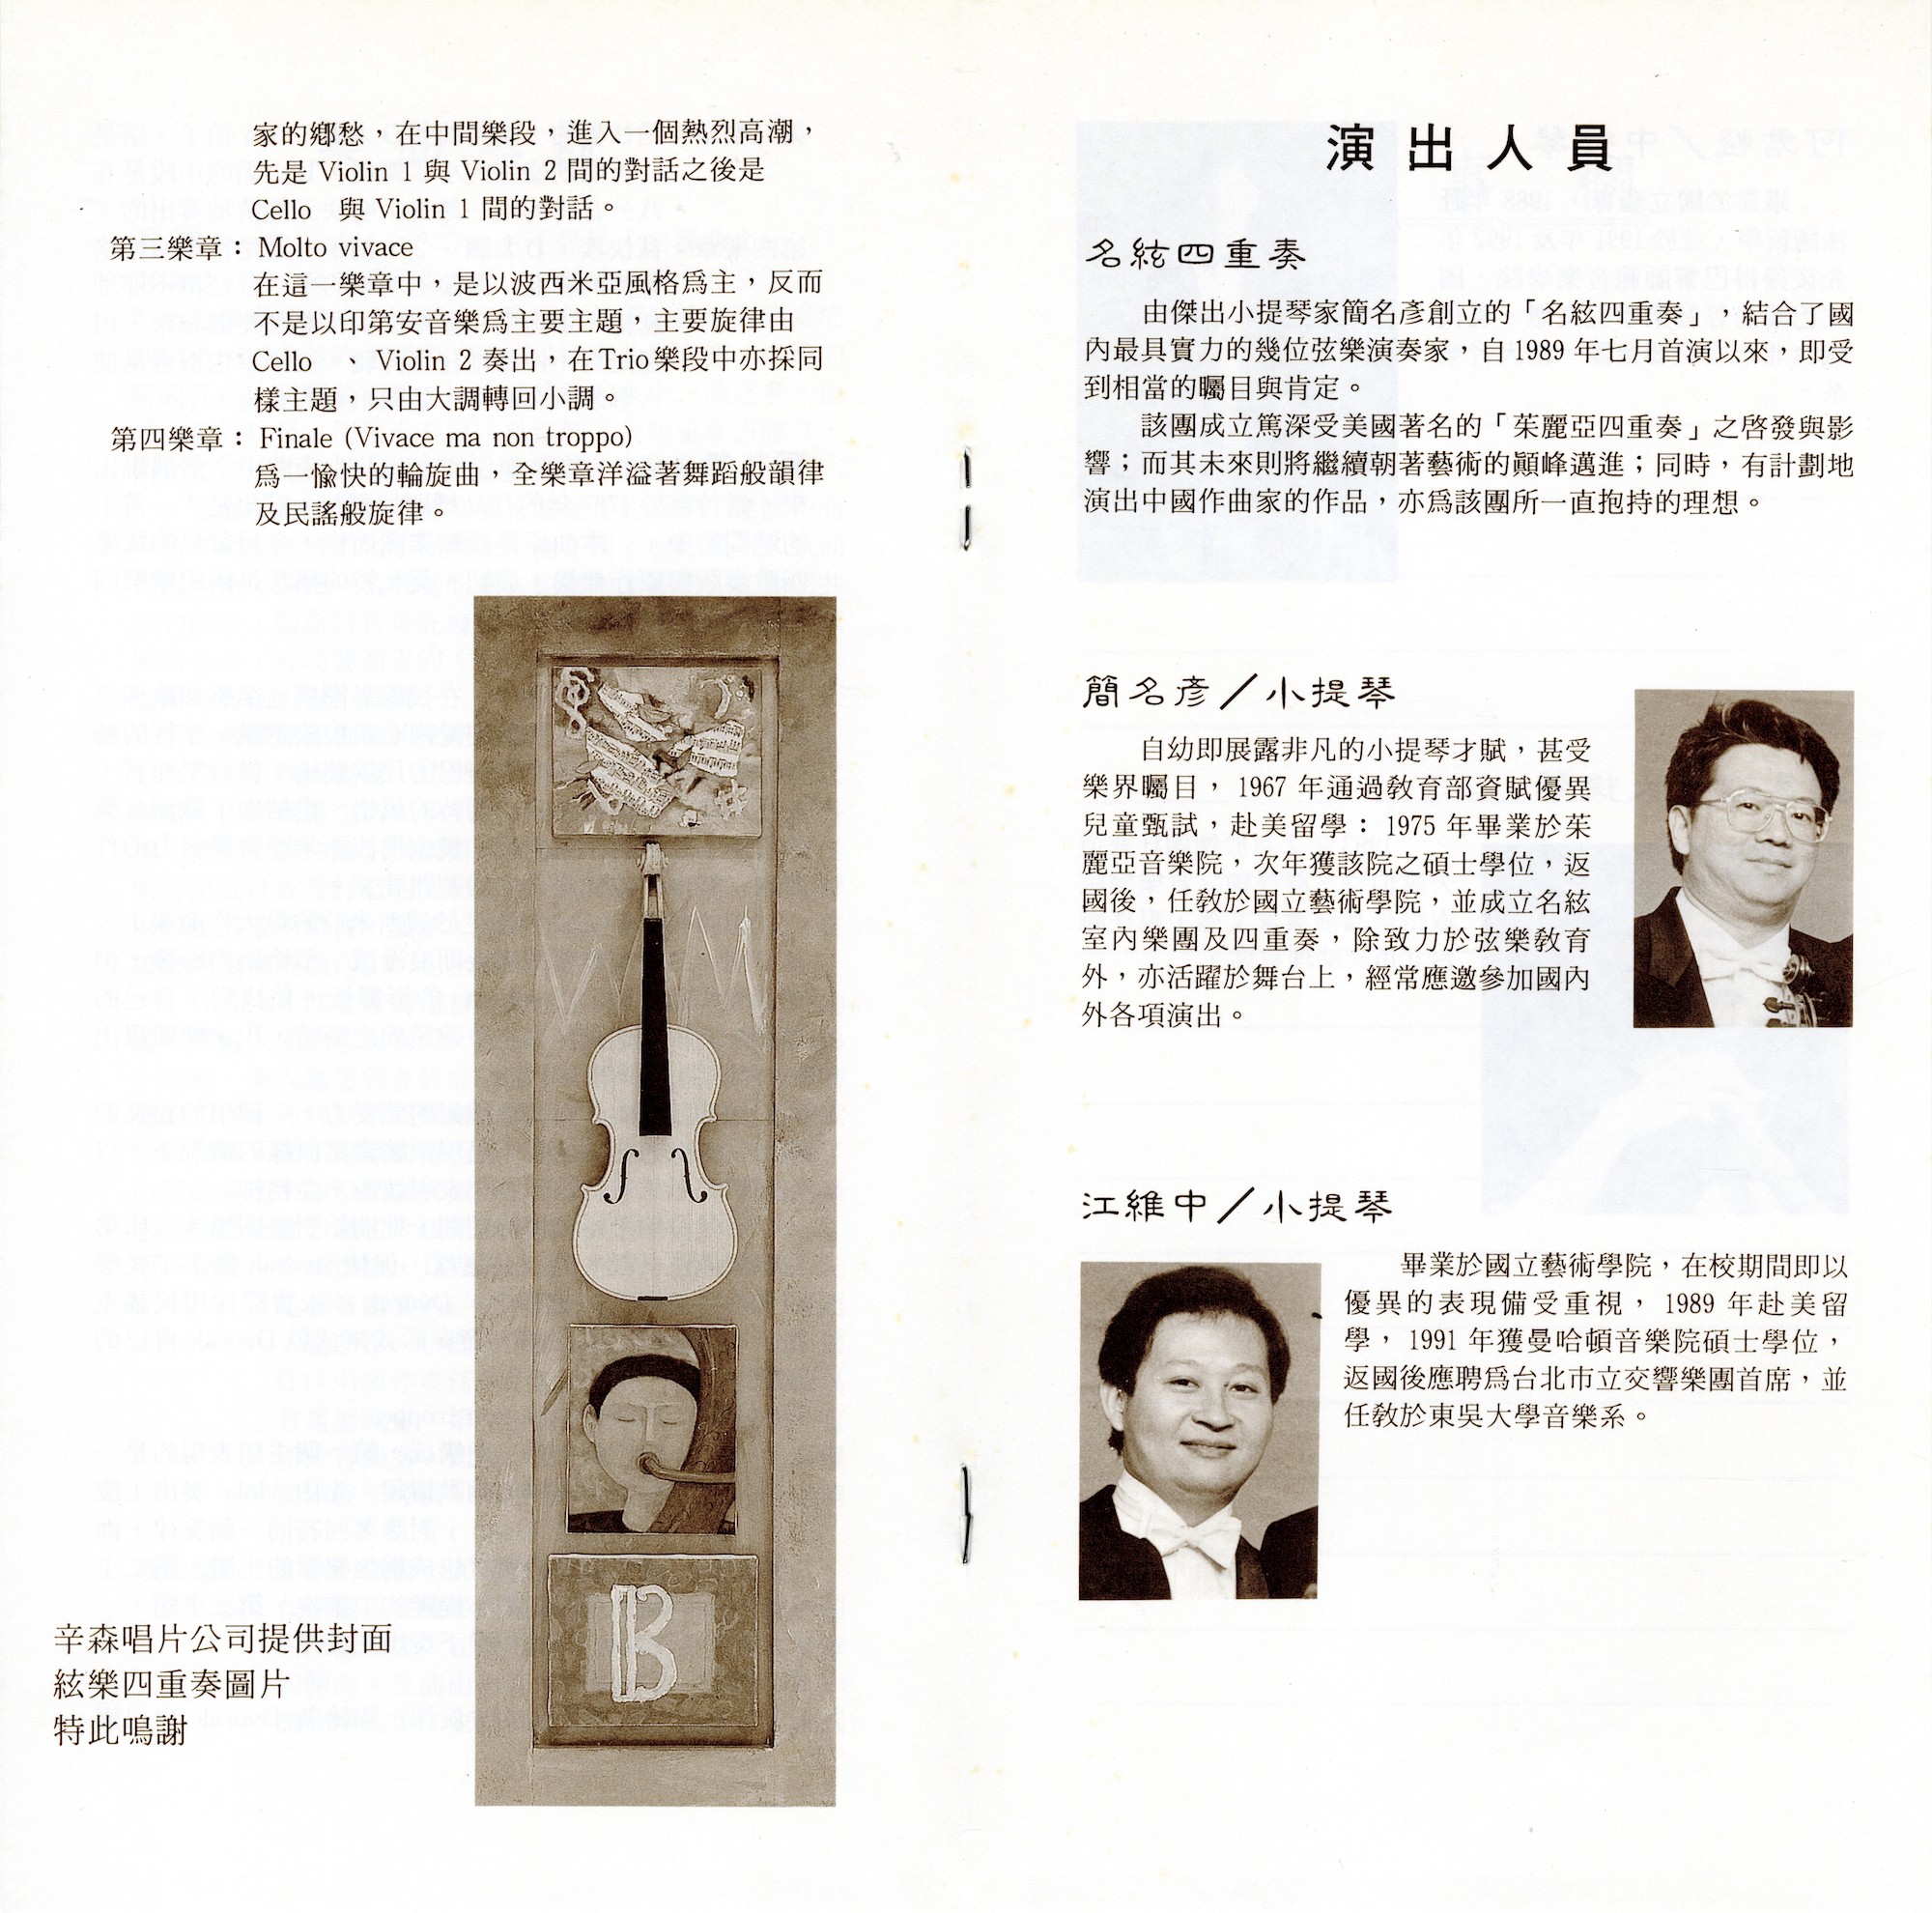 家的鄉愁，在中間樂段，進入一個熱烈高潮，
先是 Violin 1 與 Violin 2 間的對話之後是
Cello 與 Violin 1 間的對話。
第三樂章： Molto vivace
在這一樂章中，是以波西米亞風格爲主，反而
不是以印第安音樂爲主要主題，主要旋律由
Cello 、 Violin 2 奏出，在Trio樂段中亦採同
樣主題，只由大調轉回小調。
第四樂章： Finale (Vivace ma non troppo)
爲一愉快的輪旋曲，全樂章洋溢著舞蹈般韻律
及民謠般旋律。
B
辛森唱片公司提供封面
絃樂四重奏圖片
特此鳴謝
演出人員
名絃四重奏
由傑出小提琴家簡名彥創立的「名絃四重奏」，結合了國
內最具實力的幾位弦樂演奏家，自1989 年七月首演以來，即受
到相當的矚目與肯定。
該團成立篤深受美國著名的「茱麗亞四重奏」之啓發與影
響；而其未來則將繼續朝著藝術的顚峰邁進；同時，有計劃地
演出中國作曲家的作品，亦爲該團所一直抱持的理想。
簡名彥／小提琴
自幼即展露非凡的小提琴才賦，甚受
樂界矚目， 1967 年通過敎育部資賦優異
兒童甄試，赴美留學： 1975 年畢業於茱
麗亞音樂院，次年獲該院之碩士學位，返
國後，任敎於國立藝術學院，並成立名絃
室內樂團及四重奏，除致力於弦樂敎育
外，亦活躍於舞台上，經常應邀參加國內
外各項演出。
江維中／小提琴
畢業於國立藝術學院，在校期間即以
優異的表現備受重視， 1989 年赴美留
學， 1991 年獲曼哈頓音樂院碩士學位，
返國後應聘爲台北市立交響樂團首席，並
任敎於東吳大學音樂系。